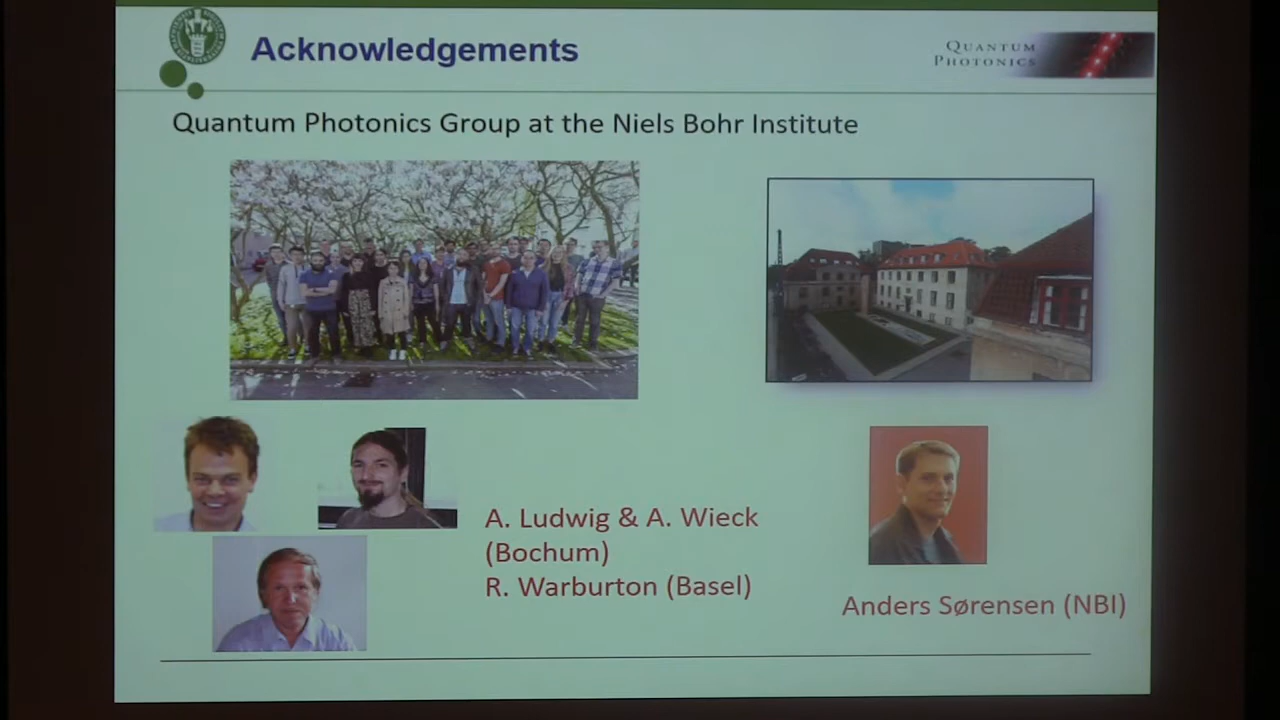 Acknowledgements
QUANTUM
PHOTONICS
Quantum Photonics Group at the Niels Bohr Institute
A. Ludwig & A. Wieck
(Bochum)
R. Warburton (Basel)
Anders Sørensen (NBI)